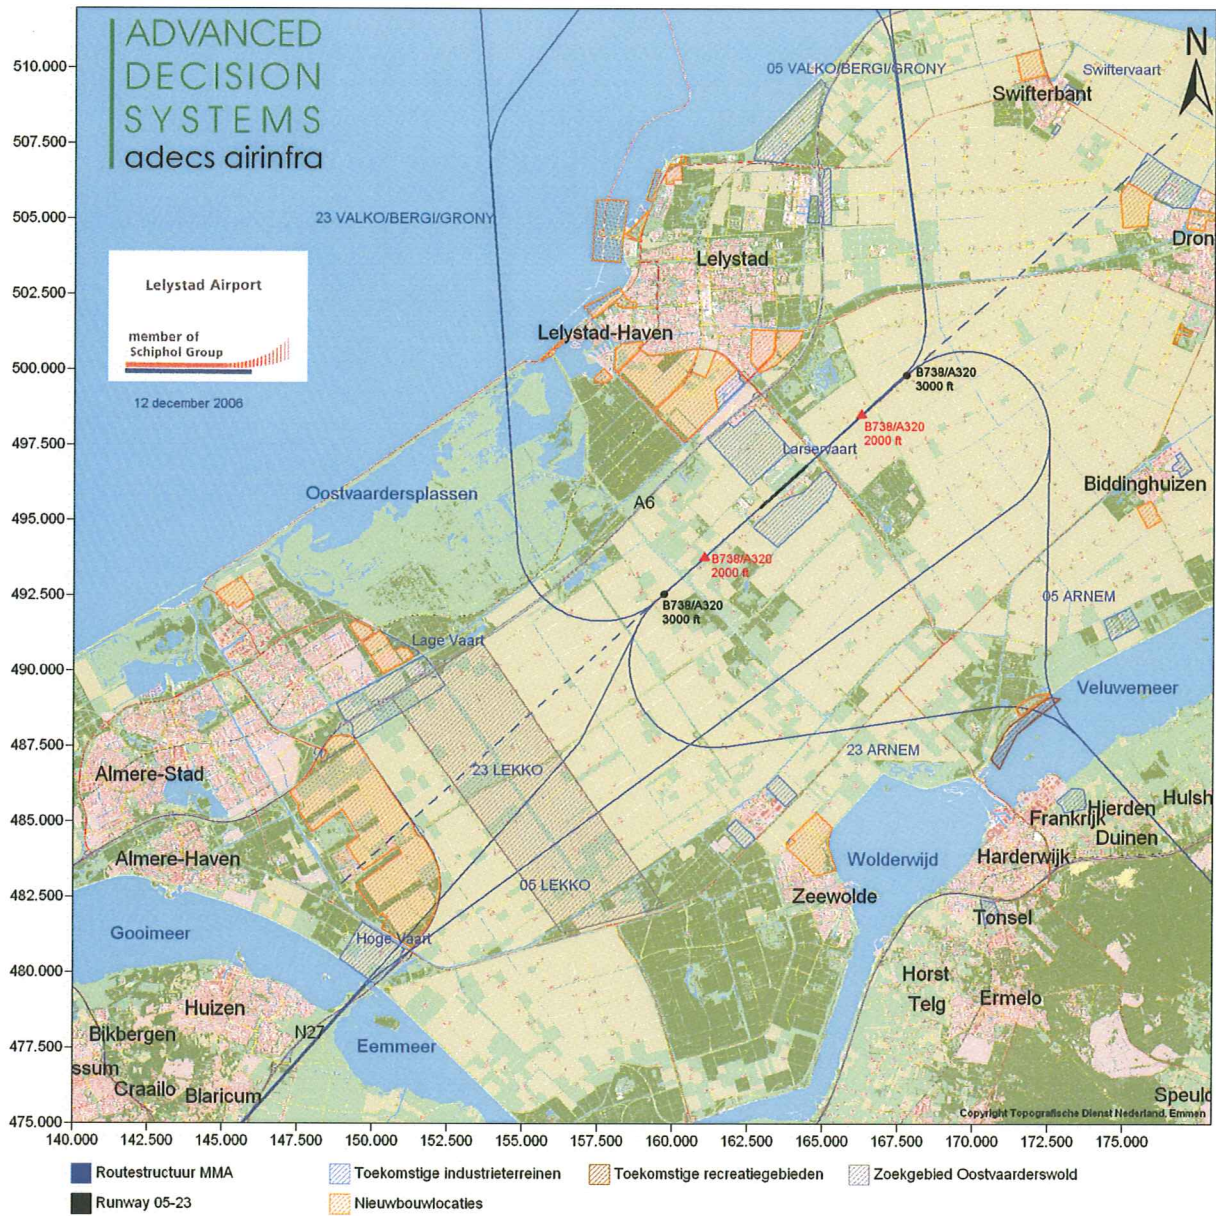 ADVANCED
DECISION
SYSTEMS
adecs airinfra
Lelystad Airport
member of
Schiphol Group
12 december 2006
N
510.000
507.500
505.000
502.500
500.000
497.500
495.000
492.500
490.000
487.500
485.000
482.500
480.000
477.500
475.000
05 VALKO/BERGI/GRONY
Swiftervaart
Swifterbant
23 VALKO/BERGI/GRONY
Dron
Lelystad
Lelystad-Haven
B738/A320
3000 ft
B738/A320
2000 ft
Larservaart
Biddinghuizen
Oostvaardersplassen
A6
B738/A320
2000 ft
B738/A320
3000 ft
05 ARNEM
Lage Vaart
Veluwemeer
23 ARNEM
Almere-Stad
23 LEKKO
Hulsh
Hierden
Frankrijk
Duinen
Almere-Haven
Wolderwijd
Harderwijk
05 LEKKO
Zeewolde
Tonsel
Gooimeer
Hoge Vaart
Horst
Telg
Ermelo
Huizen
Bikbergen
N27
Eemmeer
ssum
Craailo
Blaricum
Speuld
Copyright Topografische Dienst Nederland, Emmen
140.000 142.500 145.000 147.500 150.000 152.500 155.000 157.500 160.000 162.500 165.000 167.500 170.000 172.500 175.000
Routestructuur MMA
Toekomstige industrieterreinen
Toekomstige recreatiegebieden
Zoekgebied Oostvaarderswold
Runway 05-23
Nieuwbouwlocaties